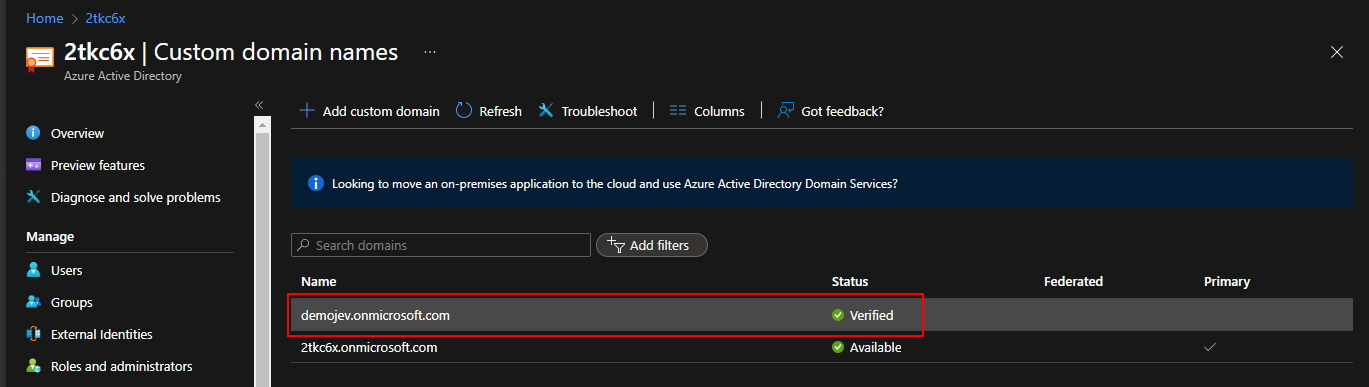 Home > 2tkc6x
2tkc6x | Custom domain names ...
Azure Active Directory
«
Overview
Preview features
Diagnose and solve problems
Manage
Users
Groups
External Identities
Roles and administrators
Add custom domain Refresh Troubleshoot | Columns | Got feedback?
Looking to move an on-premises application to the cloud and use Azure Active Directory Domain Services?
Search domains Add filters
Name Status Federated Primary
demojev.onmicrosoft.com Verified
2tkc6x.onmicrosoft.com Available